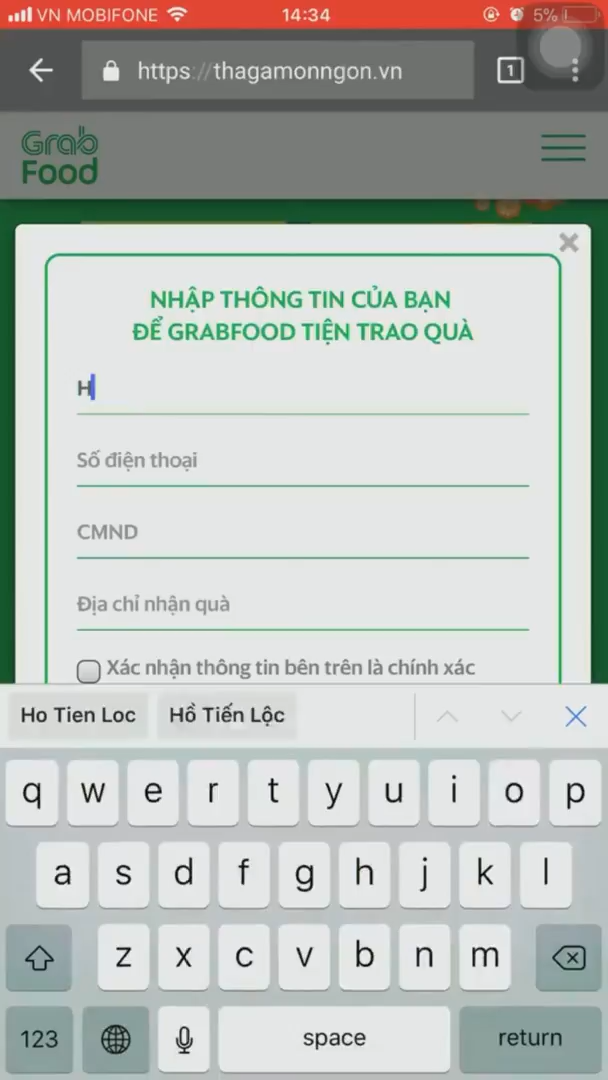 VN MOBIFONE 14:34 5%
https://thagamonngon.vn 1
Grab
Food
NHẬP THÔNG TIN CỦA BẠN
ĐỂ GRABFOOD TIỆN TRAO QUÀ
H
Số điện thoại
CMND
Địa chỉ nhận quà
Xác nhận thông tin bên trên là chính xác
Ho Tien Loc Hồ Tiến Lộc
q w e r t y u i o p
a s d f g h j k l
z x c v b n m
123 space return